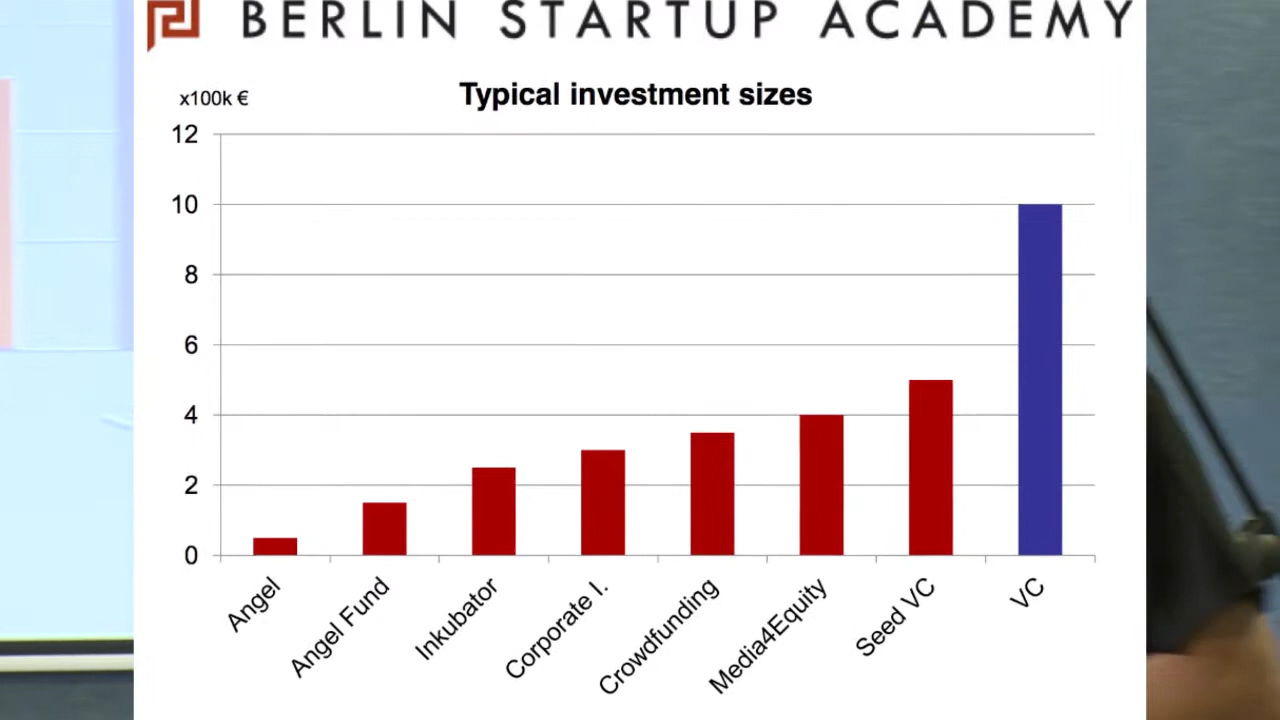 BERLIN STARTUP ACADEMY
x100k €
Typical investment sizes
12
10
8
6
4
2
0
Angel
Angel Fund
Inkubator
Corporate I.
Crowdfunding
Media4Equity
Seed VC
VC